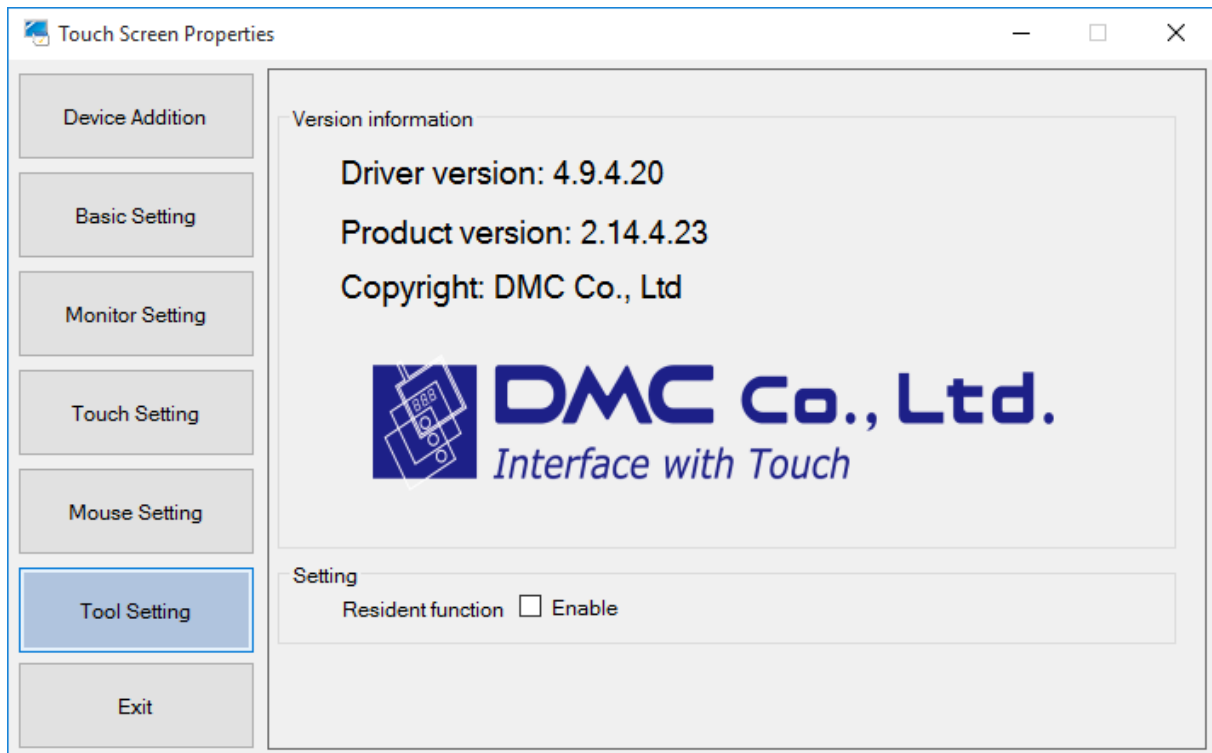 Touch Screen Properties
Device Addition
Basic Setting
Monitor Setting
Touch Setting
Mouse Setting
Tool Setting
Exit
Version information
Driver version: 4.9.4.20
Product version: 2.14.4.23
Copyright: DMC Co., Ltd
888
DMC Co., Ltd.
Interface with Touch
Setting
Resident function Enable